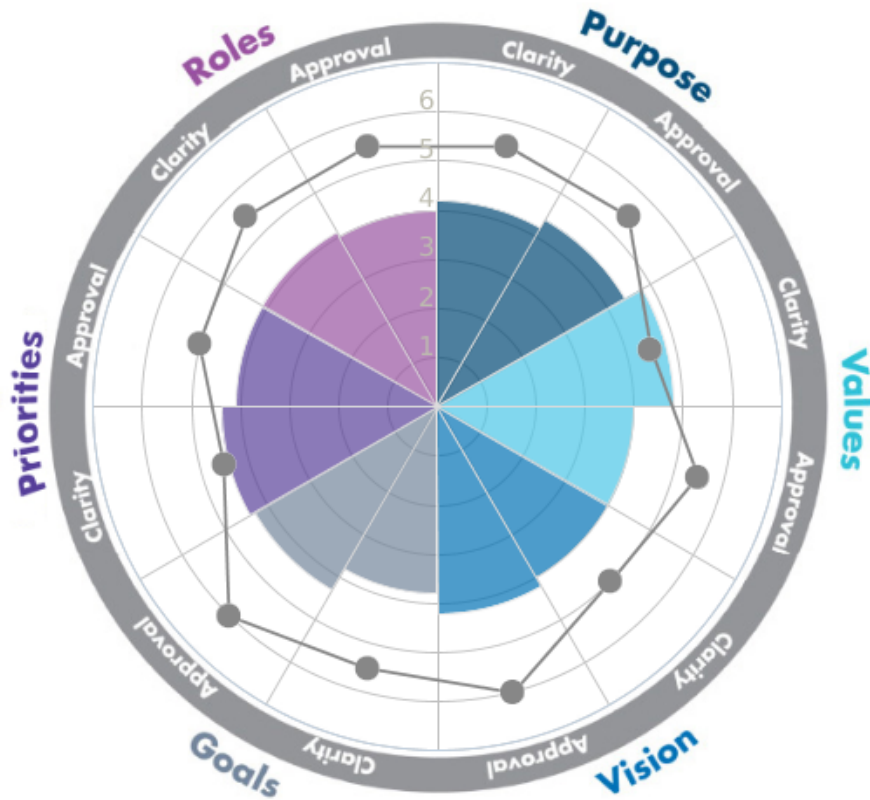 Purpose
Clarity
Approval
Values
Clarity
Approval
Vision
Clarity
Approval
Goals
Clarity
Approval
Priorities
Clarity
Approval
Roles
Clarity
Approval
6
5
4
3
2
1